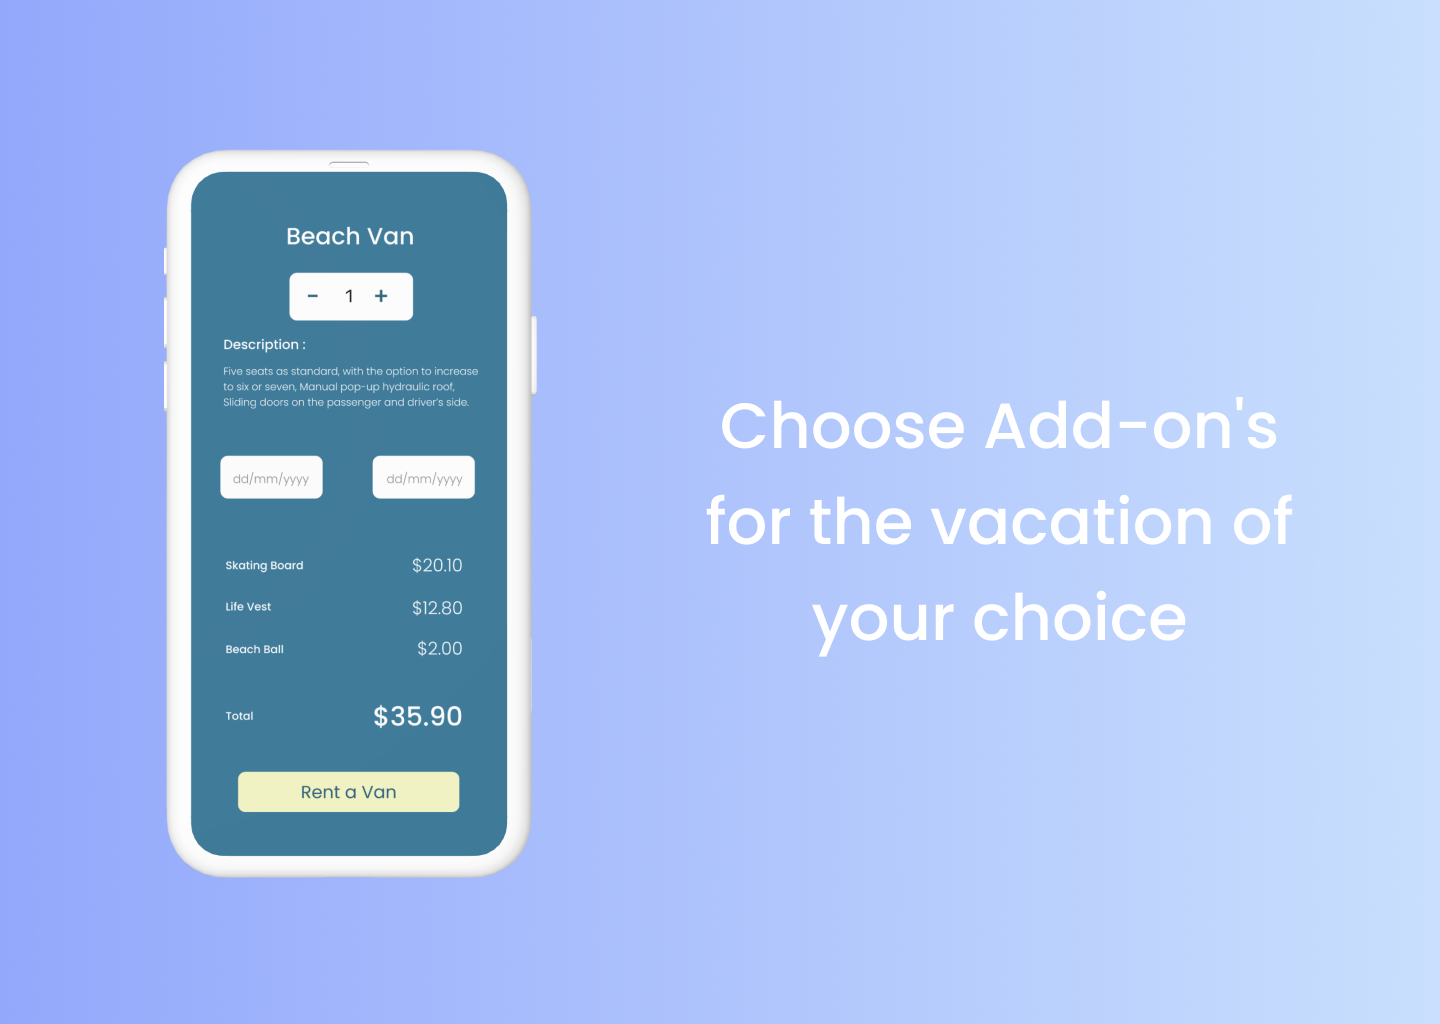 Beach Van
- 1 +
Description :
Five seats as standard, with the option to increase
to six or seven, Manual pop-up hydraulic roof,
Sliding doors on the passenger and driver's side.
dd/mm/yyyy dd/mm/yyyy
Skating Board $20.10
Life Vest $12.80
Beach Ball $2.00
Total $35.90
Rent a Van
Choose Add-on's
for the vacation of
your choice